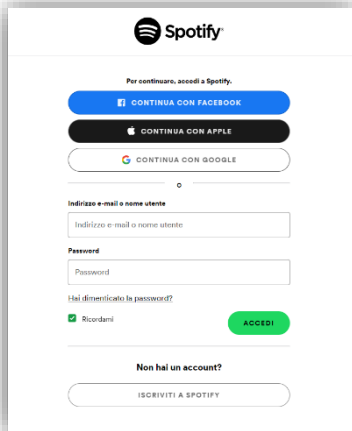 Spotify®
Per continuare, accedi a Spotify.
CONTINUA CON FACEBOOK
CONTINUA CON APPLE
CONTINUA CON GOOGLE
O
Indirizzo e-mail o nome utente
Indirizzo e-mail o nome utente
Password
Password
Hai dimenticato la password?
Ricordami
ACCEDI
Non hai un account?
ISCRIVITI A SPOTIFY